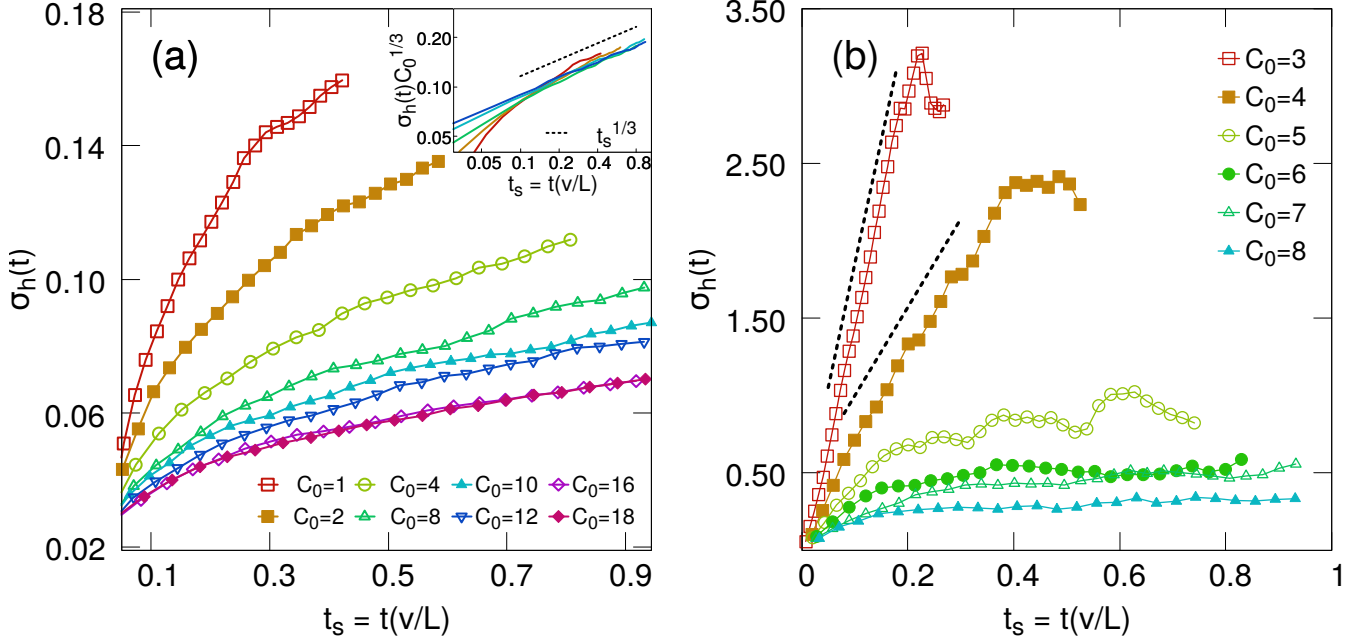 (a)
σh(t)
0.18
0.14
0.10
0.06
0.02
0.1
0.3
0.5
0.7
0.9
ts = t(v/L)
C0=1
C0=4
C0=10
C0=16
C0=2
C0=8
C0=12
C0=18
σh(t)C0^1/3
0.20
0.10
0.05
0.05
0.1
0.2
0.4
0.8
ts^1/3
ts = t(v/L)
(b)
σh(t)
3.50
2.50
1.50
0.50
0
0.2
0.4
0.6
0.8
1
ts = t(v/L)
C0=3
C0=4
C0=5
C0=6
C0=7
C0=8